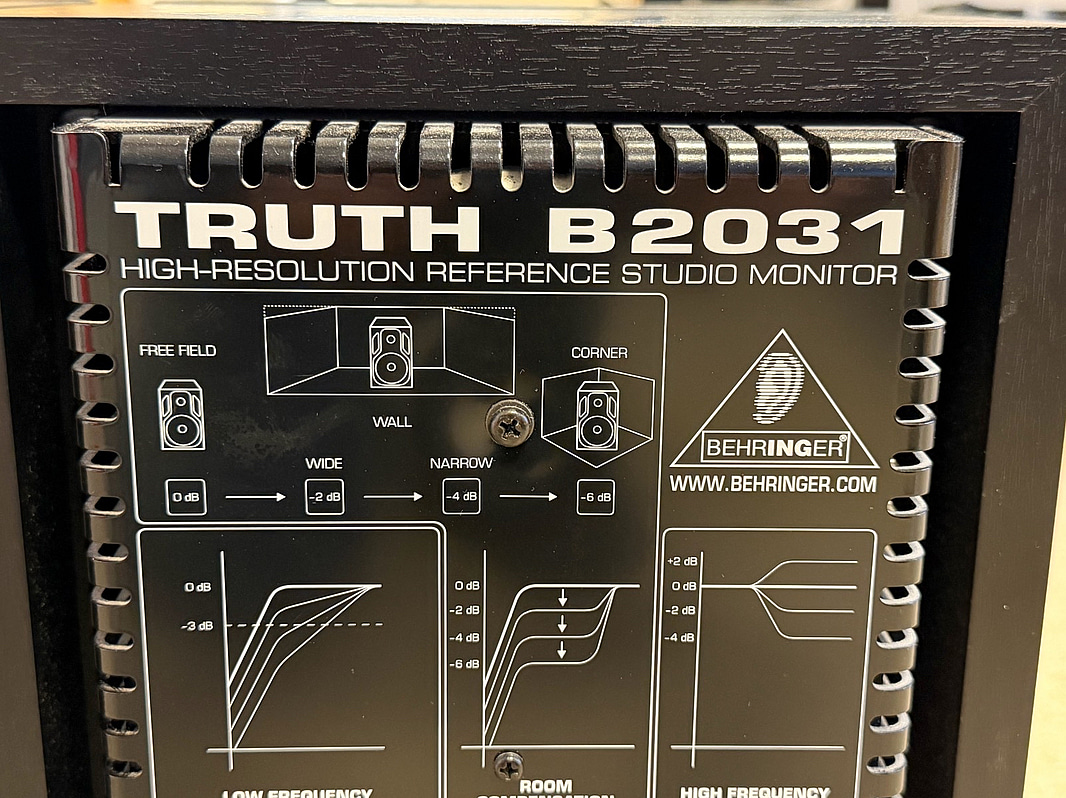 TRUTH B2031
HIGH-RESOLUTION REFERENCE STUDIO MONITOR
FREE FIELD
WALL
CORNER
WIDE
NARROW
0 dB
-2 dB
-4 dB
-6 dB
BEHRINGER®
WWW.BEHRINGER.COM
0 dB
-3 dB
0 dB
-2 dB
-4 dB
-6 dB
+2 dB
0 dB
-2 dB
-4 dB
LOW FREQUENCY
ROOM
COMPENSATION
HIGH FREQUENCY